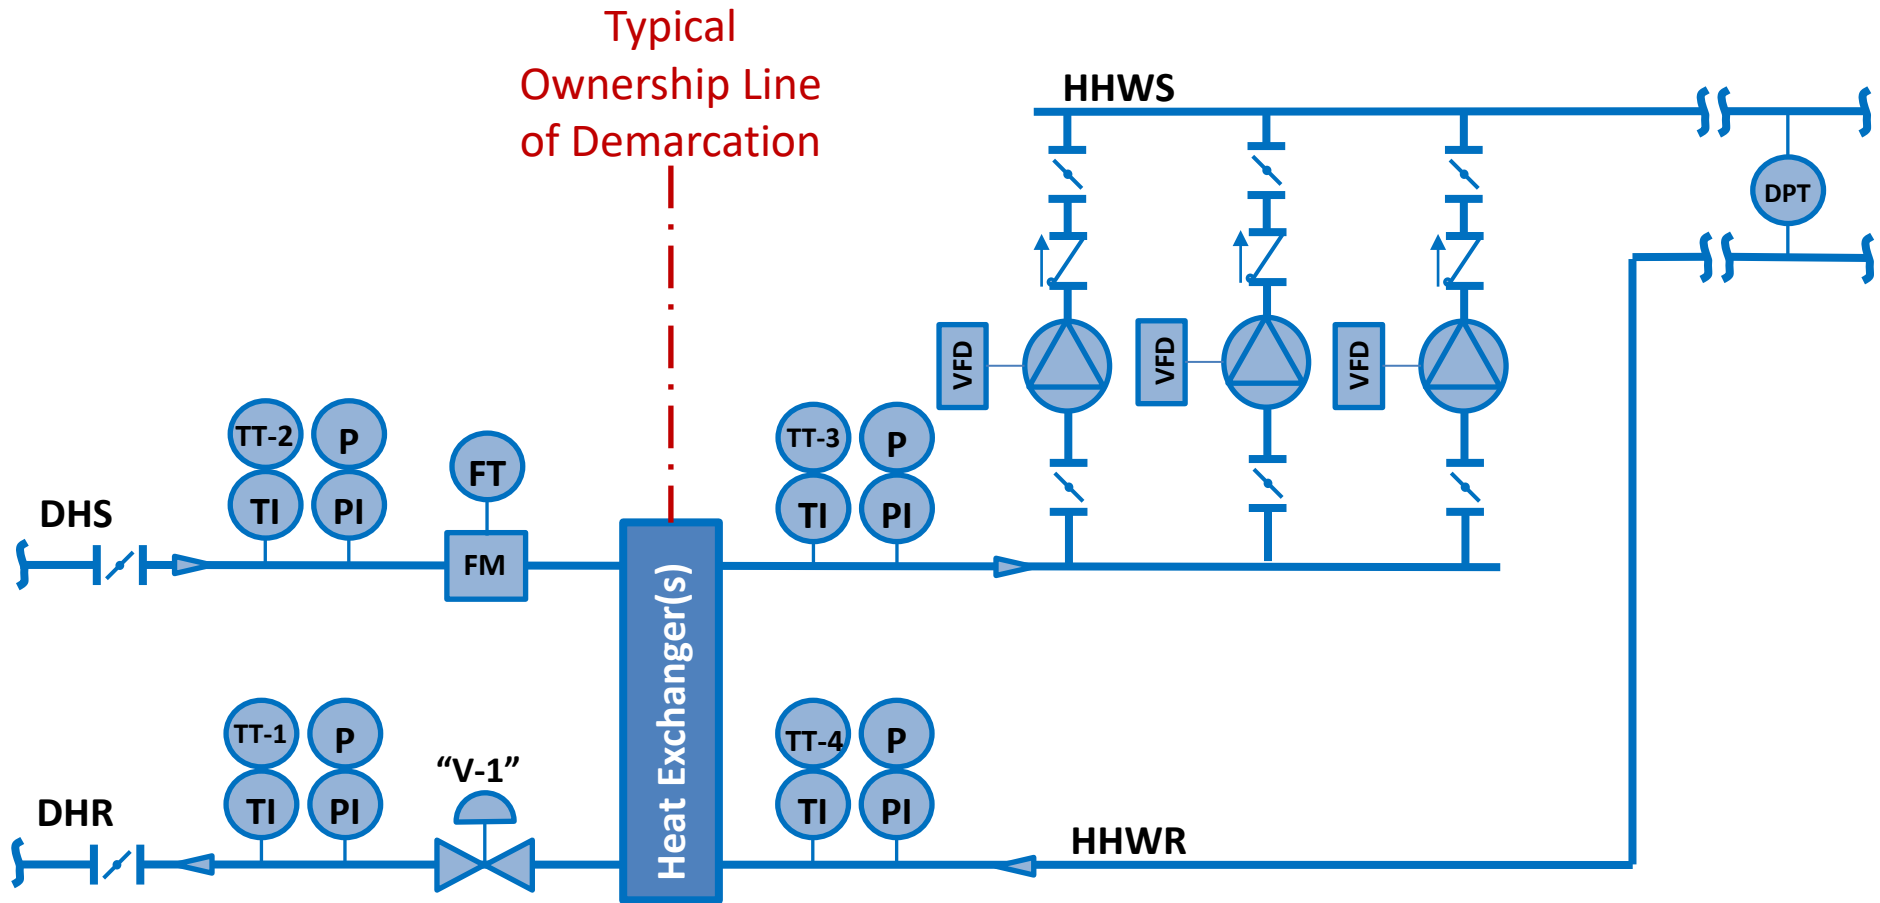 Typical
Ownership Line
of Demarcation
HHWS
DPT
VFD
VFD
VFD
TT-2
P
TT-3
P
FT
TI
PI
TI
PI
DHS
FM
Heat Exchanger(s)
TT-1
P
"V-1"
TT-4
P
TI
PI
TI
PI
DHR
HHWR